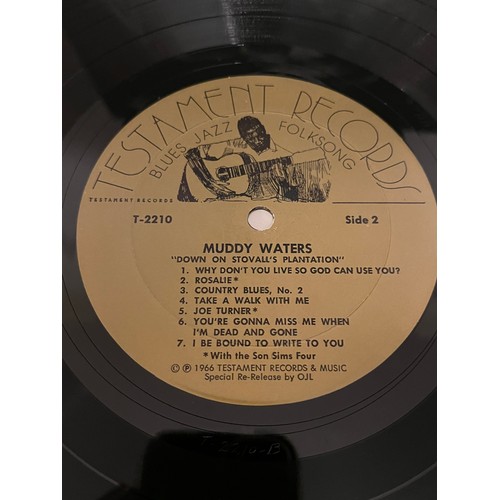 TESTAMENT RECORDS
BLUES JAZZ FOLKSONG
TESTAMENT RECORDS
T-2210
Side 2
MUDDY WATERS
"DOWN ON STOVALL'S PLANTATION"
1. WHY DON'T YOU LIVE SO GOD CAN USE YOU?
2. ROSALIE*
3. COUNTRY BLUES, No. 2
4. TAKE A WALK WITH ME
5. JOE TURNER*
6. YOU'RE GONNA MISS ME WHEN
I'M DEAD AND GONE
7. I BE BOUND TO WRITE TO YOU
*With the Son Sims Four
© ℗ 1966 TESTAMENT RECORDS & MUSIC
Special Re-Release by OJL